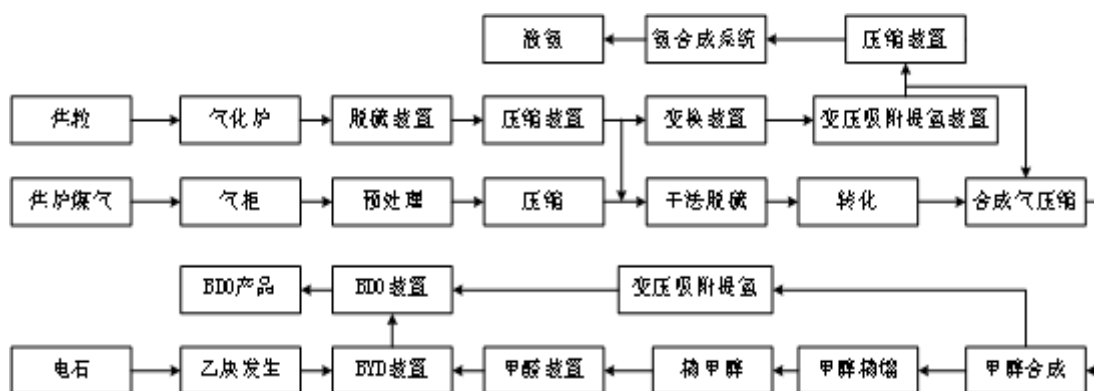 液氨
氨合成系统
压缩装置
焦粒
气化炉
脱硫装置
压缩装置
变换装置
变压吸附提氢装置
焦炉煤气
气柜
预处理
压缩
干法脱硫
转化
合成气压缩
BDO产品
BDO装置
变压吸附提氢
电石
乙炔发生
BYD装置
甲醛装置
精甲醇
甲醇精馏
甲醇合成